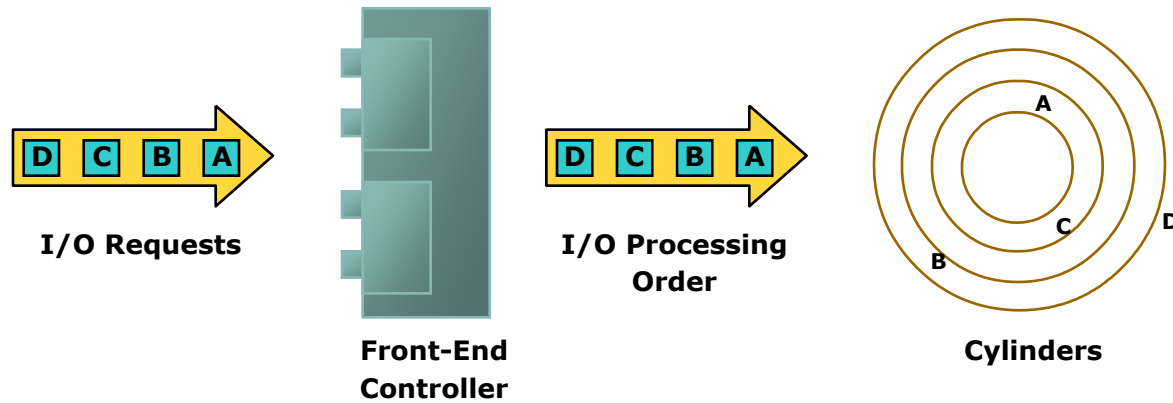 D C B A
I/O Requests
Front-End
Controller
D C B A
I/O Processing
Order
A
C
B
D
Cylinders